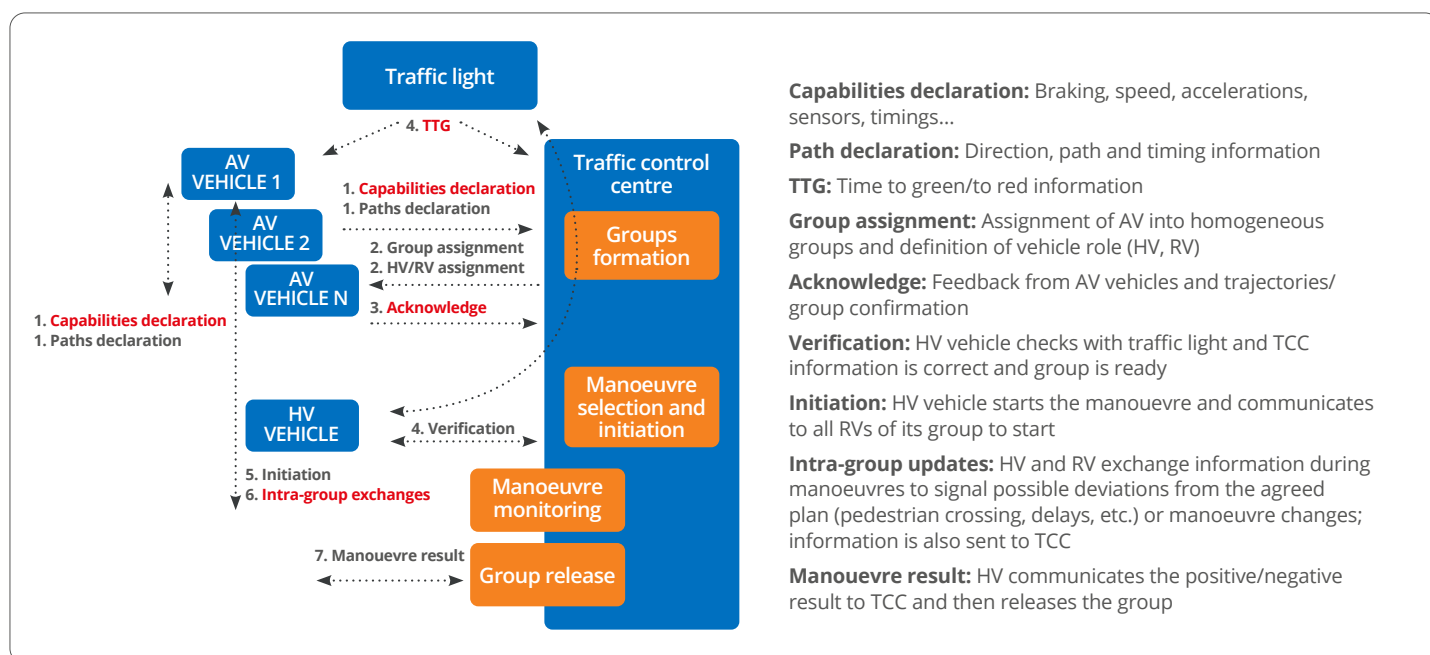 Traffic light
4. TTG
AV
VEHICLE 1
AV
VEHICLE 2
AV
VEHICLE N
1. Capabilities declaration
1. Paths declaration
1. Capabilities declaration
1. Paths declaration
2. Group assignment
2. HV/RV assignment
3. Acknowledge
Traffic control
centre
Groups
formation
HV
VEHICLE
4. Verification
Manoeuvre
selection and
initiation
5. Initiation
6. Intra-group exchanges
Manoeuvre
monitoring
7. Manouevre result
Group release
Capabilities declaration: Braking, speed, accelerations,
sensors, timings...
Path declaration: Direction, path and timing information
TTG: Time to green/to red information
Group assignment: Assignment of AV into homogeneous
groups and definition of vehicle role (HV, RV)
Acknowledge: Feedback from AV vehicles and trajectories/
group confirmation
Verification: HV vehicle checks with traffic light and TCC
information is correct and group is ready
Initiation: HV vehicle starts the manouevre and communicates
to all RVs of its group to start
Intra-group updates: HV and RV exchange information during
manoeuvres to signal possible deviations from the agreed
plan (pedestrian crossing, delays, etc.) or manoeuvre changes;
information is also sent to TCC
Manouevre result: HV communicates the positive/negative
result to TCC and then releases the group